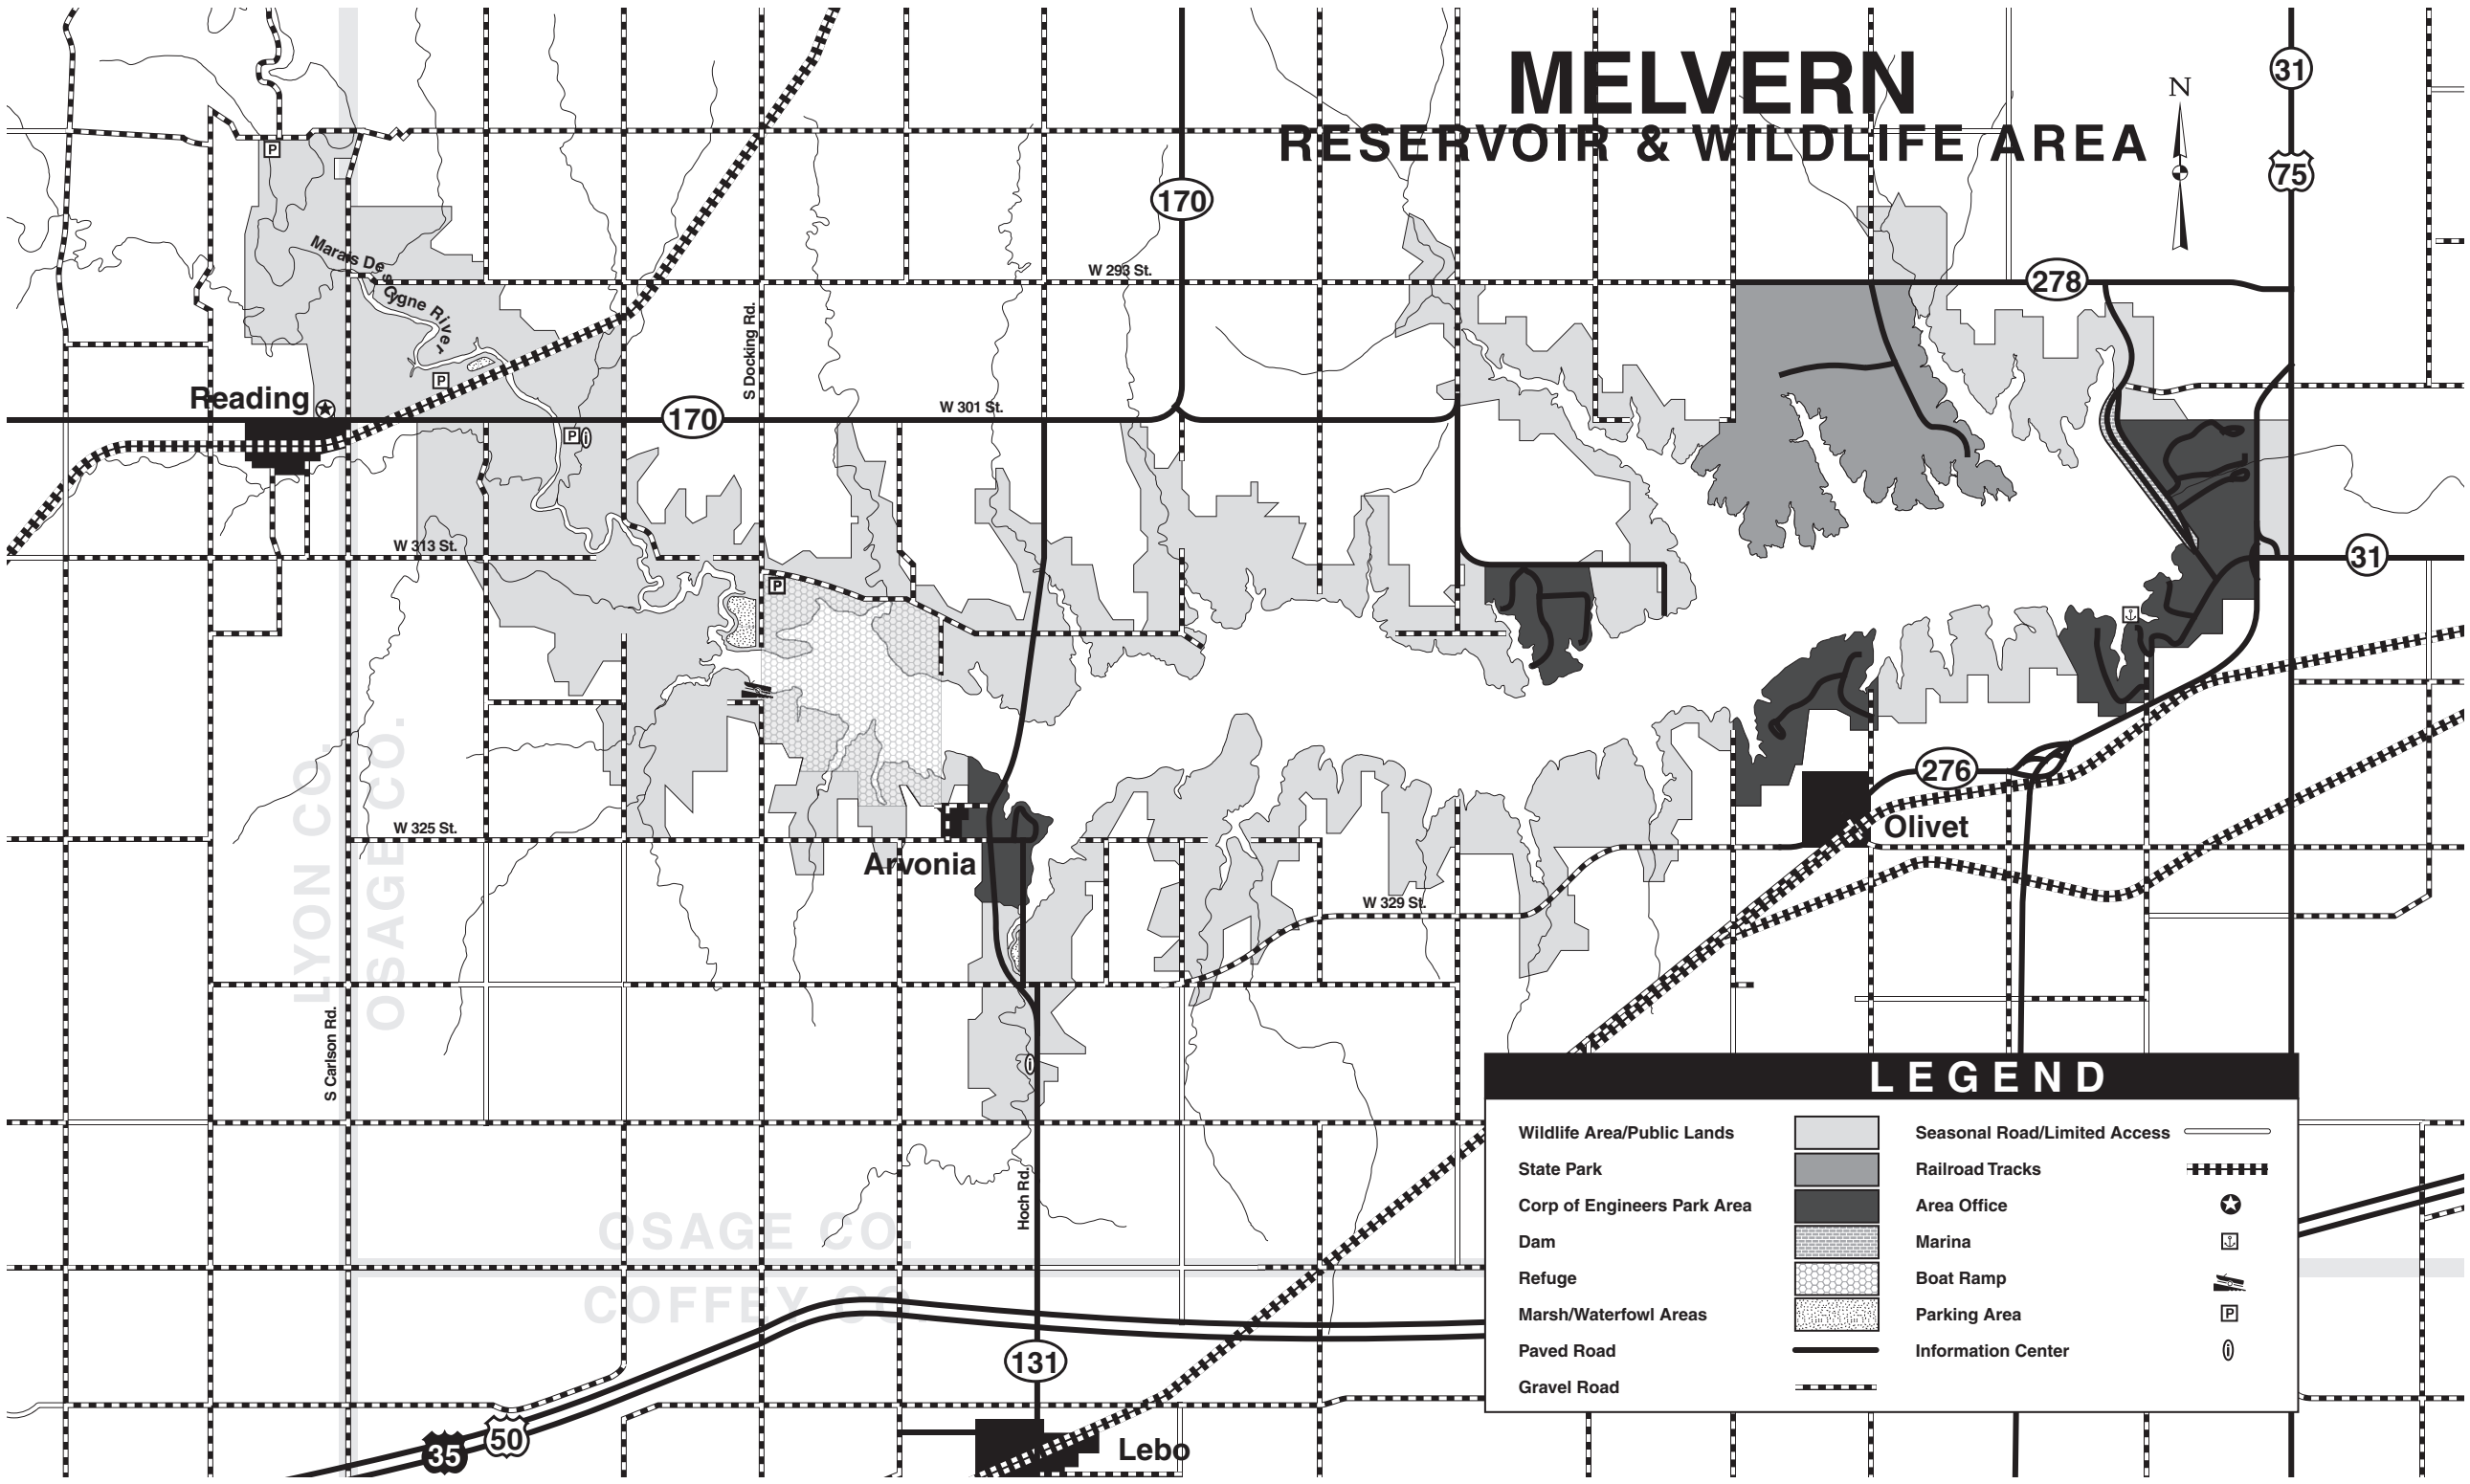 MELVERN
RESERVOIR & WILDLIFE AREA
N
31
75
170
278
P
Marais Des Cygne River
W 293 St.
S Docking Rd.
P
Reading
170
W 301 St.
P i
W 313 St.
31
P
LYON CO.
OSAGE CO.
276
Olivet
W 325 St.
Arvonia
W 329 St.
S Carlson Rd.
i
Hoch Rd.
OSAGE CO.
COFFEY CO.
131
35
50
Lebo
LEGEND
Wildlife Area/Public Lands
State Park
Corp of Engineers Park Area
Dam
Refuge
Marsh/Waterfowl Areas
Paved Road
Gravel Road
Seasonal Road/Limited Access
Railroad Tracks
Area Office
Marina
Boat Ramp
Parking Area P
Information Center i